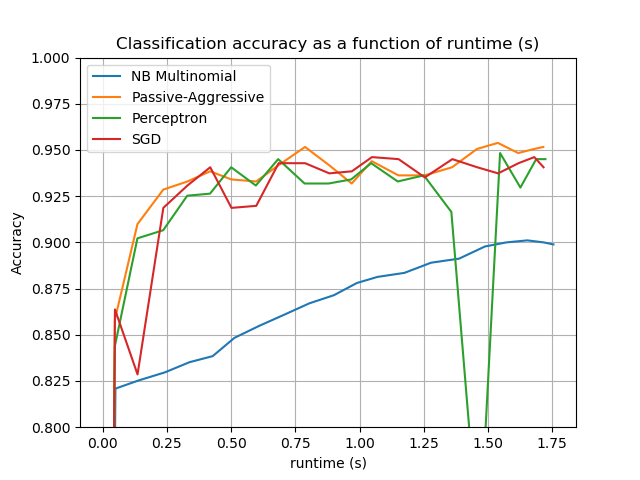 Classification accuracy as a function of runtime (s)
NB Multinomial
Passive-Aggressive
Perceptron
SGD
Accuracy
1.000
0.975
0.950
0.925
0.900
0.875
0.850
0.825
0.800
0.00 0.25 0.50 0.75 1.00 1.25 1.50 1.75
runtime (s)